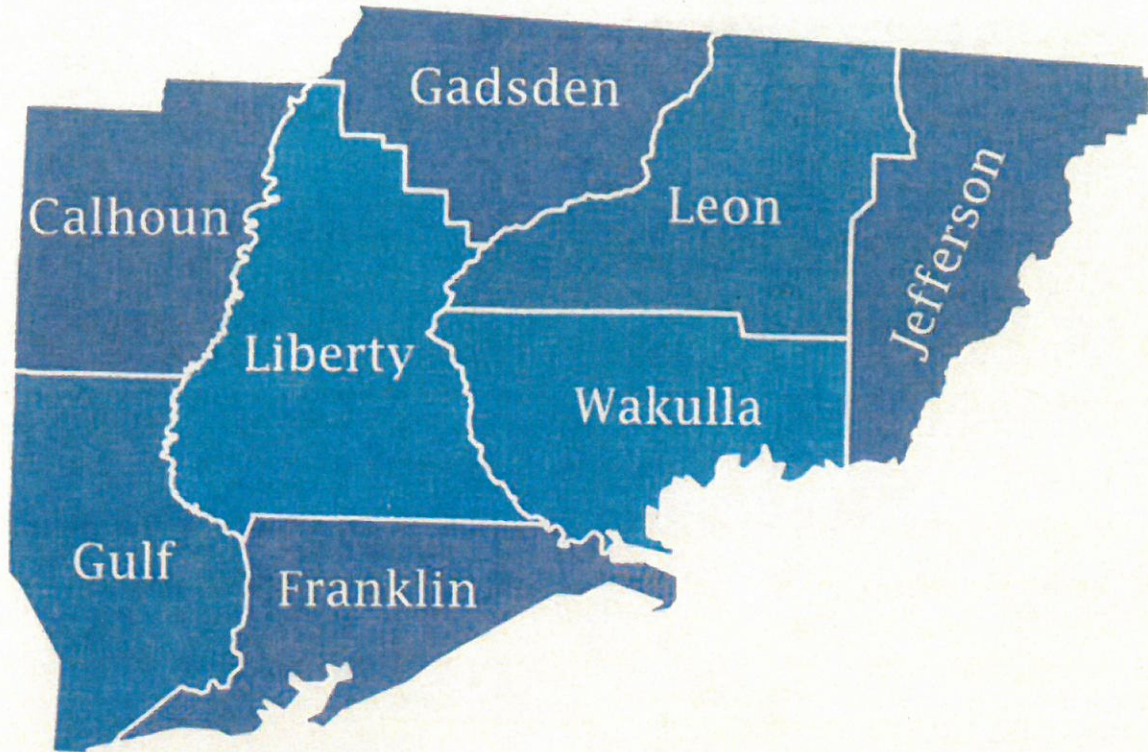 Gadsden
Calhoun
Leon
Jefferson
Liberty
Wakulla
Gulf
Franklin